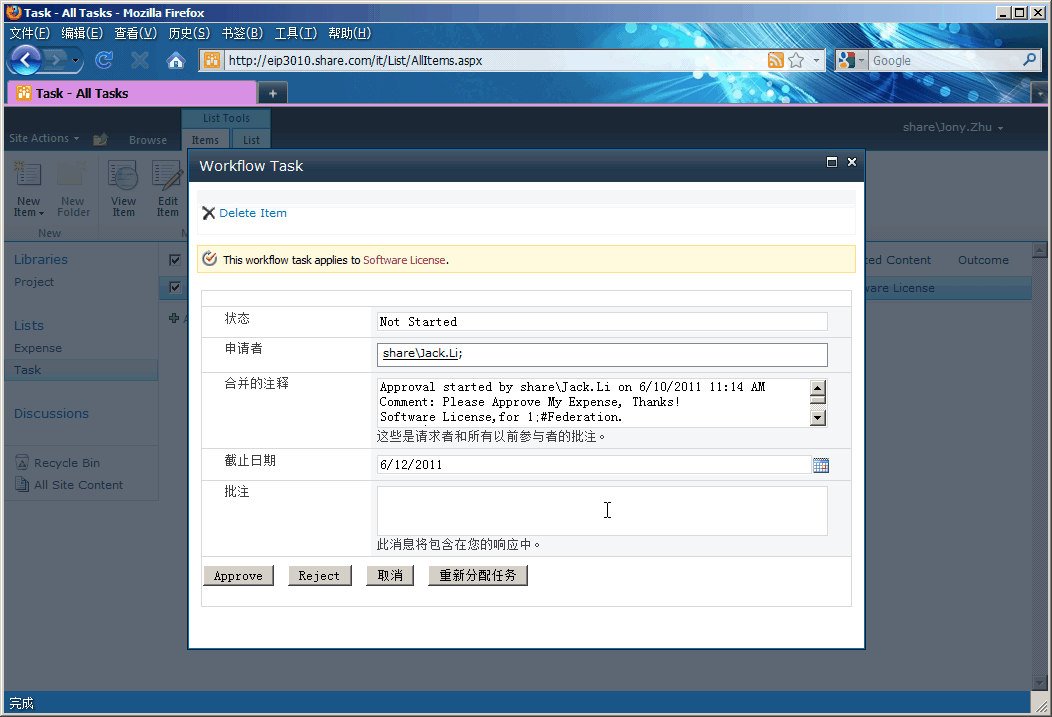 Task - All Tasks - Mozilla Firefox
文件(F) 编辑(E) 查看(V) 历史(S) 书签(B) 工具(T) 帮助(H)
http://eip3010.share.com/it/List/AllItems.aspx
Google
Task - All Tasks
List Tools
Site Actions
Browse
Items
List
share\Jony.Zhu
Workflow Task
New Item
New Folder
View Item
Edit Item
New
Delete Item
This workflow task applies to Software License.
Libraries
Project
Lists
Expense
Task
Discussions
Recycle Bin
All Site Content
ed Content
Outcome
ware License
状态
Not Started
申请者
share\Jack.Li;
合并的注释
Approval started by share\Jack.Li on 6/10/2011 11:14 AM
Comment: Please Approve My Expense, Thanks!
Software License,for 1;#Federation.
这些是请求者和所有以前参与者的批注。
截止日期
6/12/2011
批注
此消息将包含在您的响应中。
Approve
Reject
取消
重新分配任务
完成